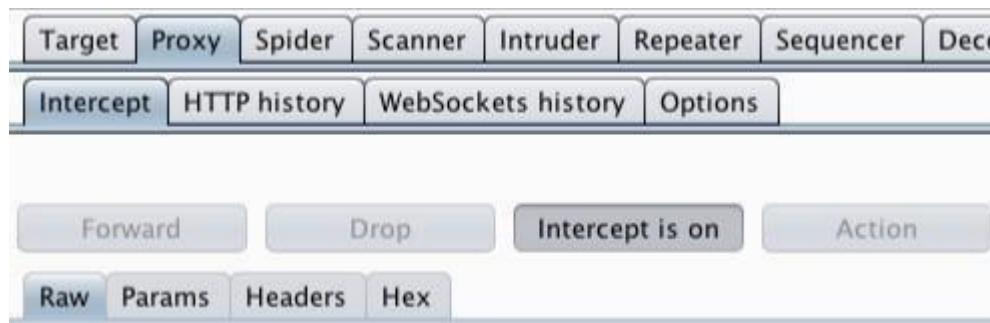 Target Proxy Spider Scanner Intruder Repeater Sequencer
Intercept HTTP history WebSockets history Options
Forward Drop Intercept is on Action
Raw Params Headers Hex